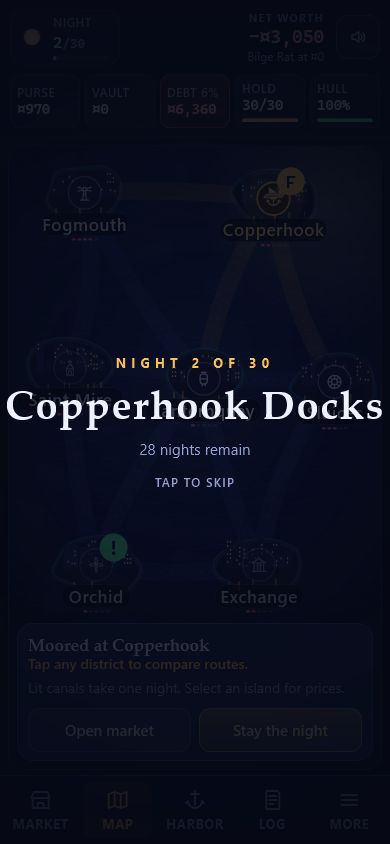 NIGHT
2/30
NET WORTH
-¤3,050
Bilge Rat at ¤0
PURSE
¤970
VAULT
¤0
DEBT 6%
¤6,360
HOLD
30/30
HULL
100%
F
Fogmouth
Copperhook
NIGHT 2 OF 30
Copperhook Docks
28 nights remain
TAP TO SKIP
!
Orchid
Exchange
Moored at Copperhook
Tap any district to compare routes.
Lit canals take one night. Select an island for prices.
Open market
Stay the night
MARKET
MAP
HARBOR
LOG
MORE